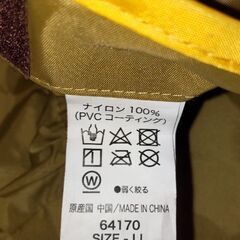 ナイロン 100%
(PVC コーティング)
W
●弱く絞る
原産国 中国/MADE IN CHINA
64170
SIZE - LL